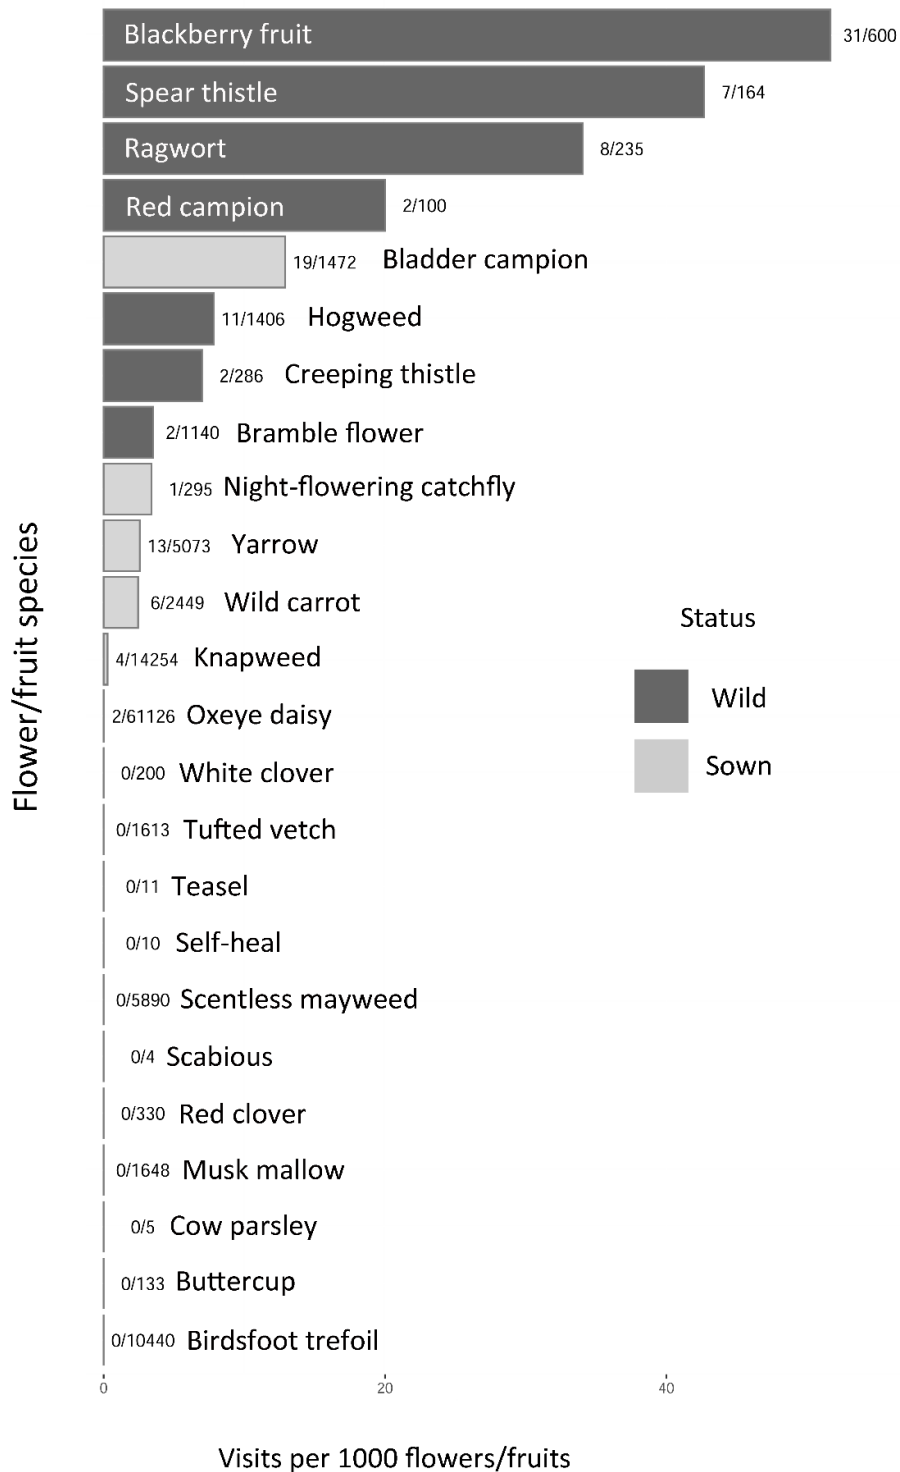 Blackberry fruit 31/600
Spear thistle 7/164
Ragwort 8/235
Red campion 2/100
19/1472 Bladder campion
11/1406 Hogweed
2/286 Creeping thistle
2/1140 Bramble flower
1/295 Night-flowering catchfly
13/5073 Yarrow
6/2449 Wild carrot
4/14254 Knapweed
2/61126 Oxeye daisy
0/200 White clover
0/1613 Tufted vetch
0/11 Teasel
0/10 Self-heal
0/5890 Scentless mayweed
0/4 Scabious
0/330 Red clover
0/1648 Musk mallow
0/5 Cow parsley
0/133 Buttercup
0/10440 Birdsfoot trefoil
Flower/fruit species
Status
Wild
Sown
0 20 40
Visits per 1000 flowers/fruits